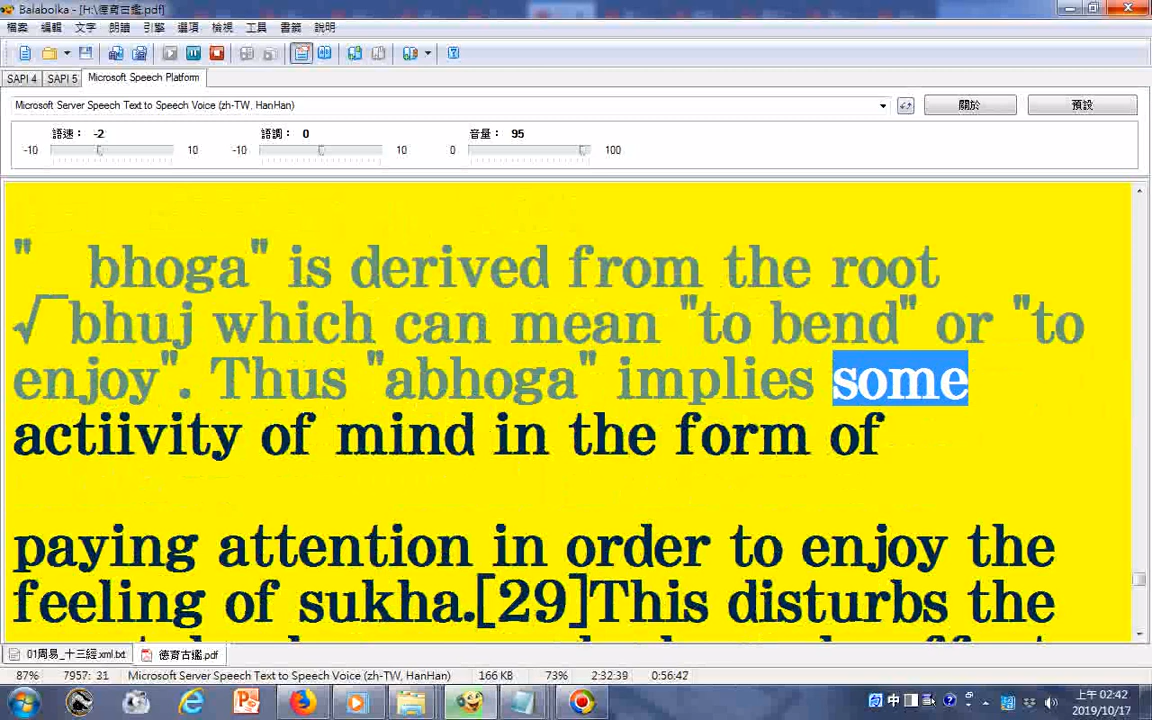 Balabolka - [H:\德育古鑑.pdf]
檔案 編輯 文字 朗讀 引擎 選項 檢視 工具 書籤 說明
SAPI 4 SAPI 5 Microsoft Speech Platform
Microsoft Server Speech Text to Speech Voice (zh-TW, HanHan) 關於 預設
語速： -2 語調： 0 音量： 95
-10 10 -10 10 0 100
" bhoga" is derived from the root
√¯bhuj which can mean "to bend" or "to
enjoy". Thus "abhoga" implies some
actiivity of mind in the form of
paying attention in order to enjoy the
feeling of sukha.[29]This disturbs the
01周易_十三經.xml.txt 德育古鑑.pdf
87% 7957: 31 Microsoft Server Speech Text to Speech Voice (zh-TW, HanHan) 166 KB 73% 2:32:39 0:56:42
中 上午 02:42
2019/10/17